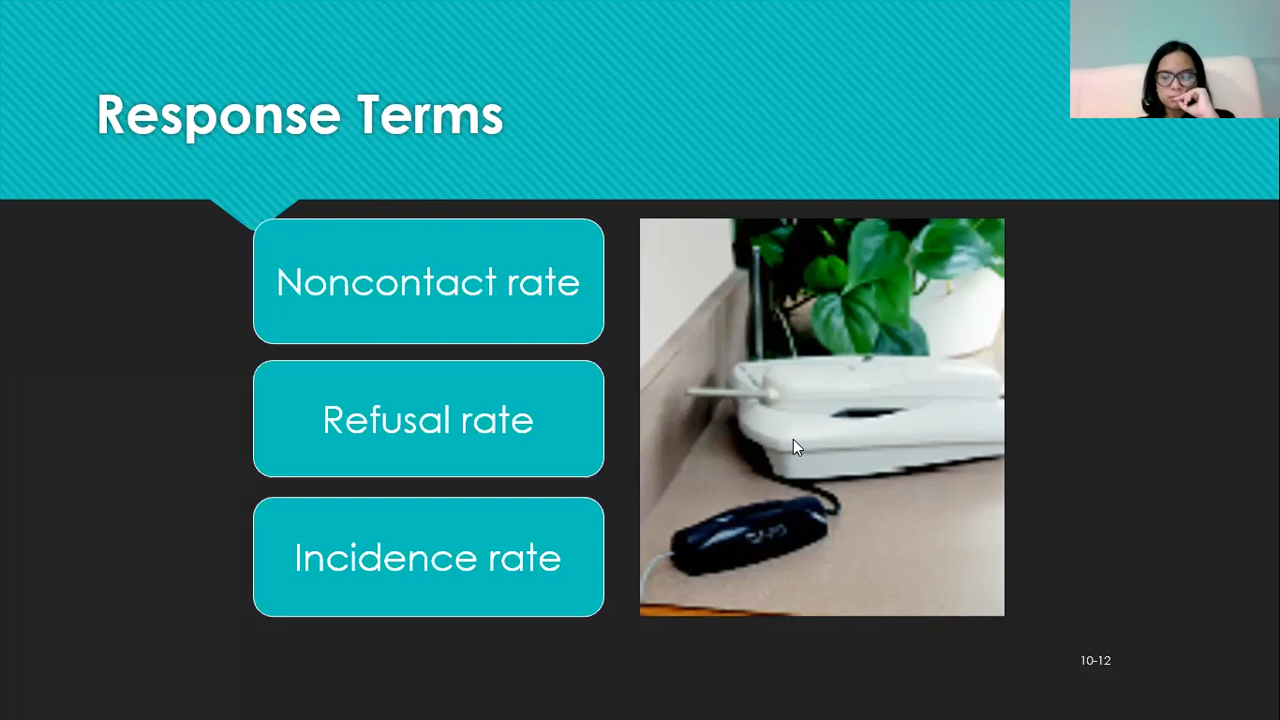 Response Terms
Noncontact rate
Refusal rate
Incidence rate
10-12